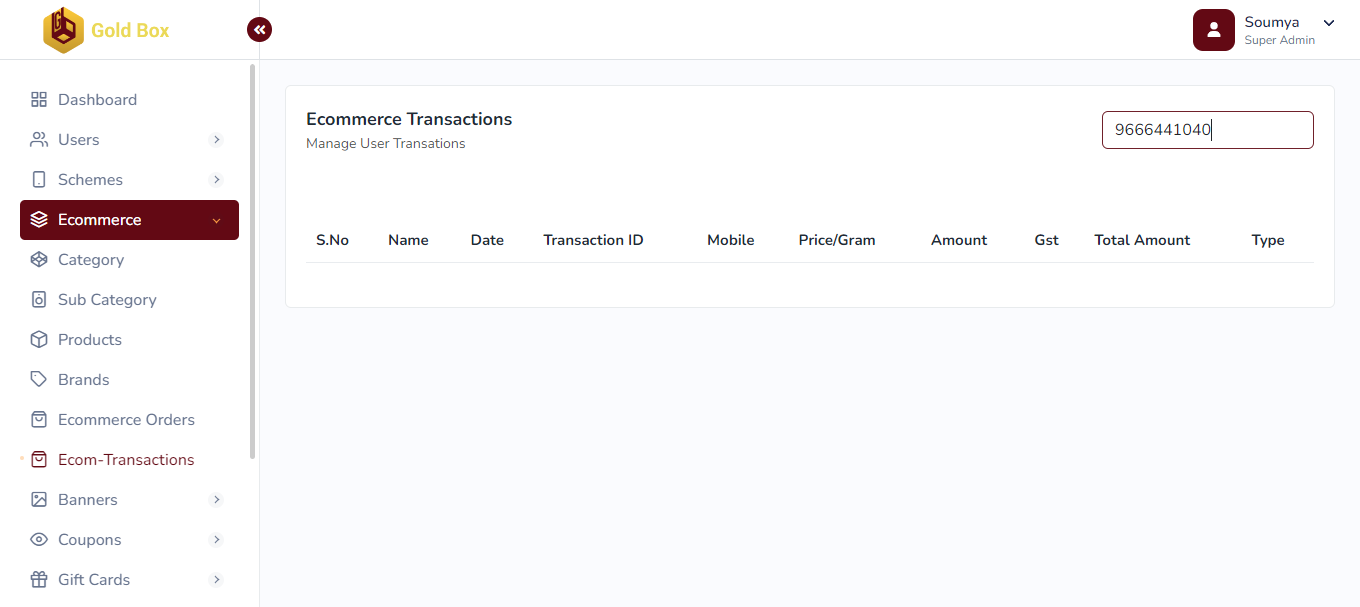 Gold Box
Soumya
Super Admin
Dashboard
Users
Schemes
Ecommerce
Category
Sub Category
Products
Brands
Ecommerce Orders
Ecom-Transactions
Banners
Coupons
Gift Cards
Ecommerce Transactions
Manage User Transations
9666441040
S.No Name Date Transaction ID Mobile Price/Gram Amount Gst Total Amount Type